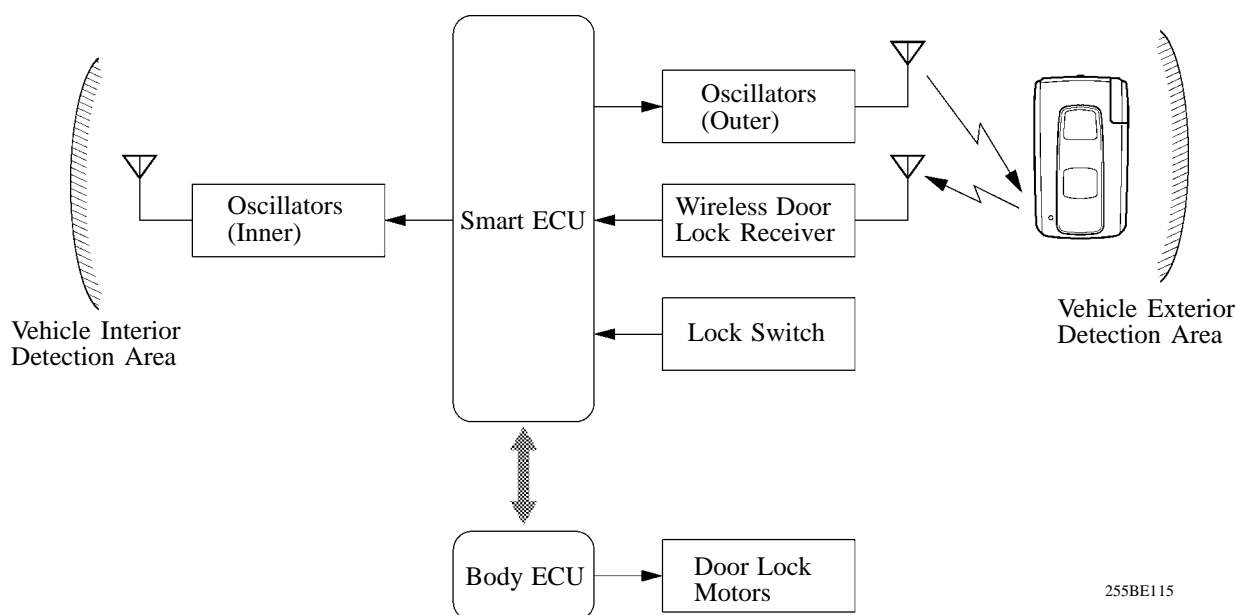 Oscillators
(Outer)
Oscillators
(Inner)
Smart ECU
Wireless Door
Lock Receiver
Vehicle Interior
Detection Area
Lock Switch
Vehicle Exterior
Detection Area
Body ECU
Door Lock
Motors
255BE115